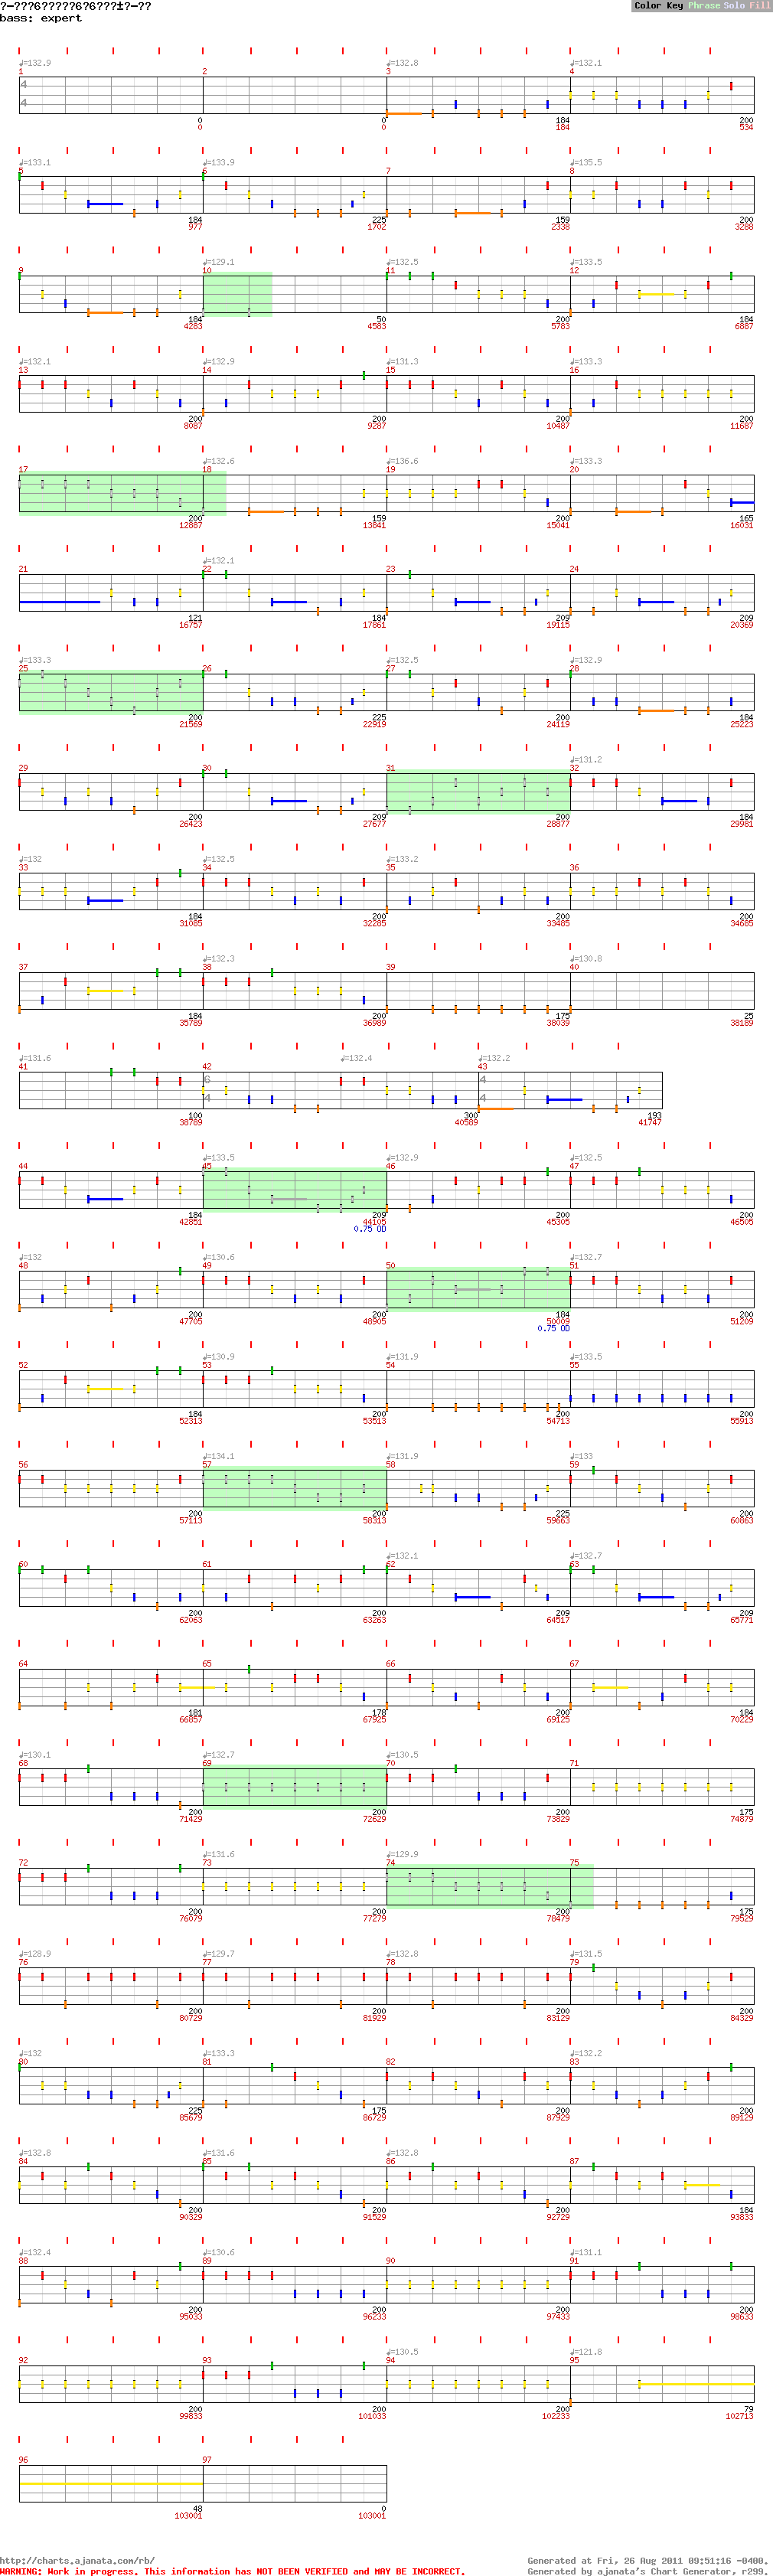 ?-???6?????6?6???±?-??
Color Key Phrase Solo Fill
bass: expert
♩=132.9 ♩=132.8 ♩=132.1
1 2 3 4
4
4
0 0 184 200
0 0 184 534
♩=133.1 ♩=133.9 ♩=135.5
5 6 7 8
184 225 159 200
977 1702 2338 3288
♩=129.1 ♩=132.5 ♩=133.5
9 10 11 12
184 50 200 184
4283 4583 5783 6887
♩=132.1 ♩=132.9 ♩=131.3 ♩=133.3
13 14 15 16
200 200 200 200
8087 9287 10487 11687
♩=132.6 ♩=136.6 ♩=133.3
17 18 19 20
200 159 200 165
12887 13841 15041 16031
♩=132.1
21 22 23 24
121 184 209 209
16757 17861 19115 20369
♩=133.3 ♩=132.5 ♩=132.9
25 26 27 28
200 225 200 184
21569 22919 24119 25223
♩=131.2
29 30 31 32
200 209 200 184
26423 27677 28877 29981
♩=132 ♩=132.5 ♩=133.2
33 34 35 36
184 200 200 200
31085 32285 33485 34685
♩=132.3 ♩=130.8
37 38 39 40
184 200 175 25
35789 36989 38039 38189
♩=131.6 ♩=132.4 ♩=132.2
41 42 43
6 4
4 4
100 300 193
38789 40589 41747
♩=133.5 ♩=132.9 ♩=132.5
44 45 46 47
184 209 200 200
42851 44105 45305 46505
0.75 OD
♩=132 ♩=130.6 ♩=132.7
48 49 50 51
200 200 184 200
47705 48905 50009 51209
0.75 OD
♩=130.9 ♩=131.9 ♩=133.5
52 53 54 55
184 200 200 200
52313 53513 54713 55913
♩=134.1 ♩=131.9 ♩=133
56 57 58 59
200 200 225 200
57113 58313 59663 60863
♩=132.1 ♩=132.7
60 61 62 63
200 200 209 209
62063 63263 64517 65771
64 65 66 67
181 178 200 184
66857 67925 69125 70229
♩=130.1 ♩=132.7 ♩=130.5
68 69 70 71
200 200 200 175
71429 72629 73829 74879
♩=131.6 ♩=129.9
72 73 74 75
200 200 200 175
76079 77279 78479 79529
♩=128.9 ♩=129.7 ♩=132.8 ♩=131.5
76 77 78 79
200 200 200 200
80729 81929 83129 84329
♩=132 ♩=133.3 ♩=132.2
80 81 82 83
225 175 200 200
85679 86729 87929 89129
♩=132.8 ♩=131.6 ♩=132.8
84 85 86 87
200 200 200 184
90329 91529 92729 93833
♩=132.4 ♩=130.6 ♩=131.1
88 89 90 91
200 200 200 200
95033 96233 97433 98633
♩=130.5 ♩=121.8
92 93 94 95
200 200 200 79
99833 101033 102233 102713
96 97
48 0
103001 103001
http://charts.ajanata.com/rb/
Generated at Fri, 26 Aug 2011 09:51:16 -0400.
WARNING: Work in progress. This information has NOT BEEN VERIFIED and MAY BE INCORRECT.
Generated by ajanata's Chart Generator, r299.